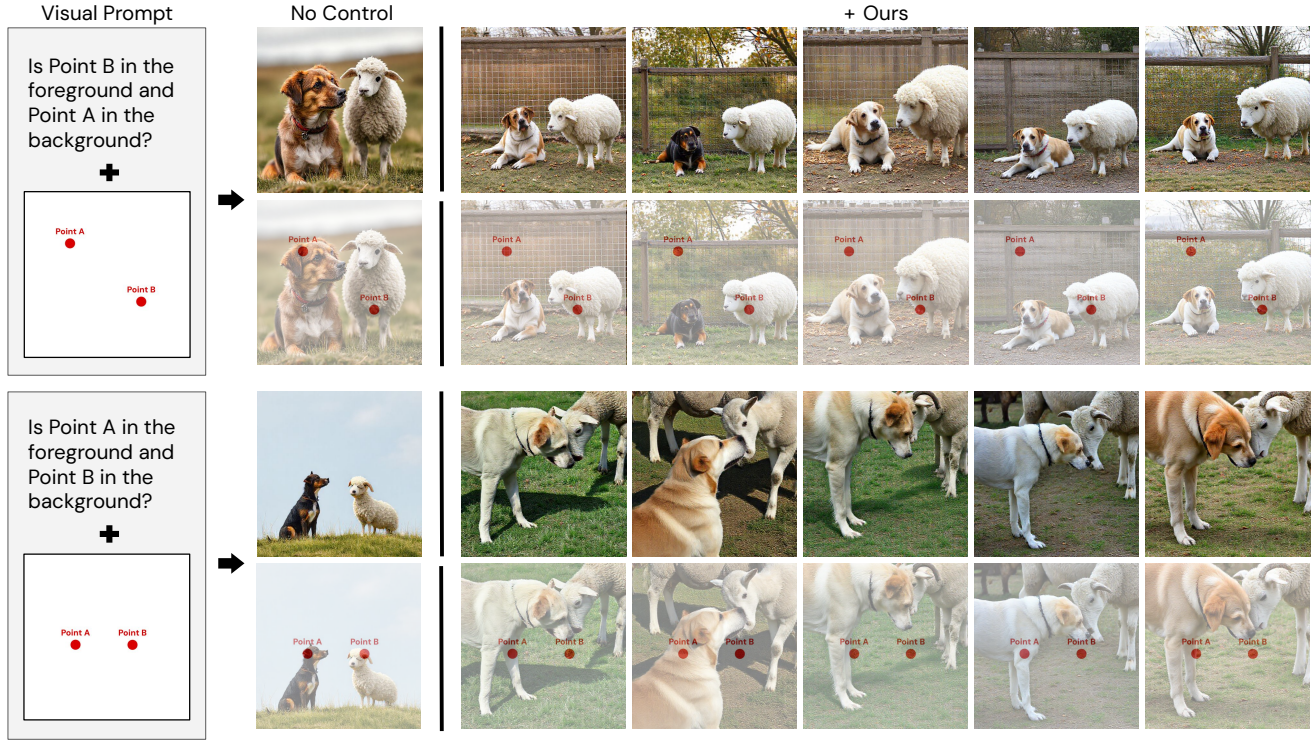 Visual Prompt
No Control
+ Ours
Is Point B in the
foreground and
Point A in the
background?
Point A
Point B
Point A
Point B
Point A
Point B
Point A
Point B
Point A
Point B
Point A
Point B
Point A
Point B
Is Point A in the
foreground and
Point B in the
background?
Point A Point B
Point A Point B
Point A Point B
Point A Point B
Point A Point B
Point A Point B
Point A Point B